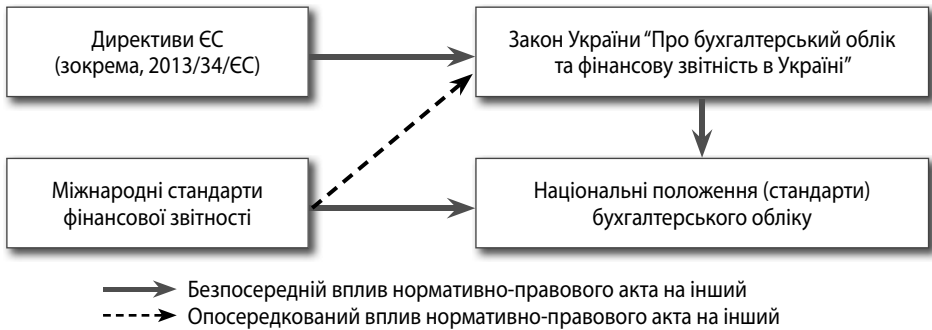 Директиви ЄС
(зокрема, 2013/34/ЄС)
Закон України “Про бухгалтерський облік
та фінансову звітність в Україні”
Міжнародні стандарти
фінансової звітності
Національні положення (стандарти)
бухгалтерського обліку
Безпосередній вплив нормативно-правового акта на інший
Опосередкований вплив нормативно-правового акта на інший